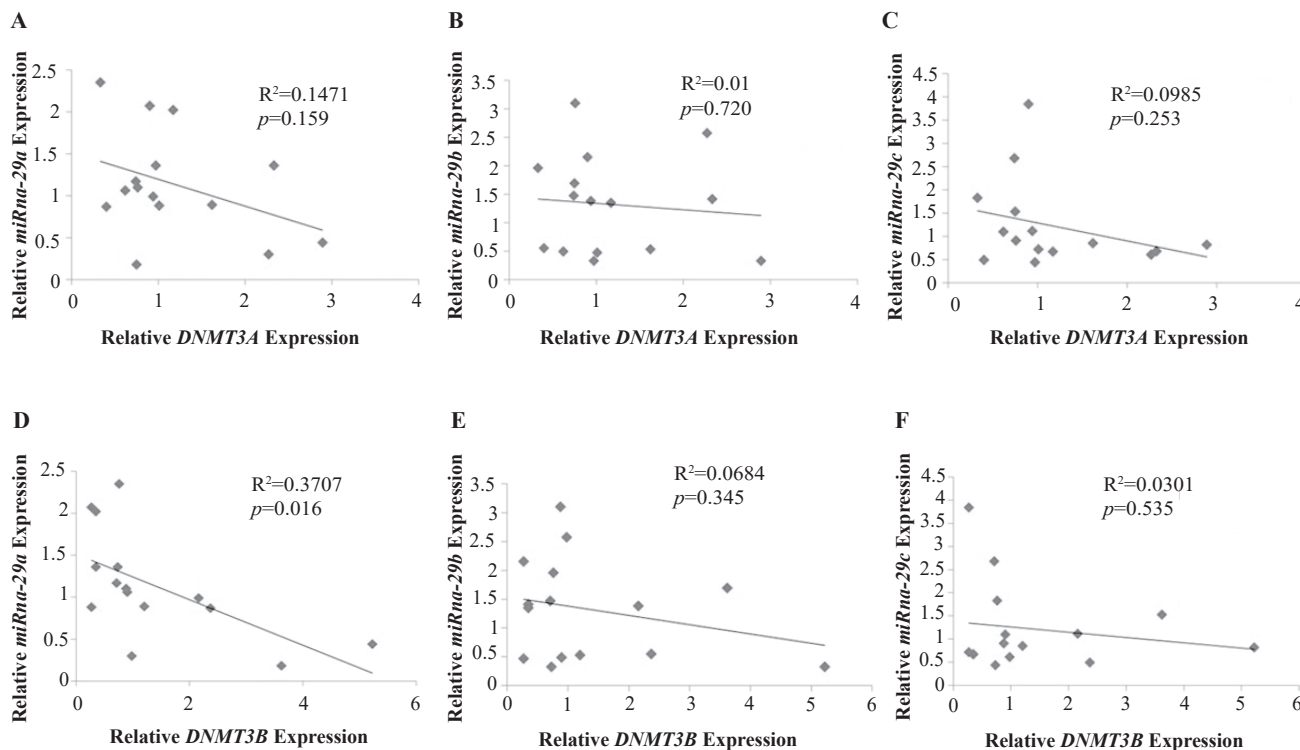 A
Relative miRna-29a Expression
2.5
2
1.5
1
0.5
0
R²=0.1471
p=0.159
0 1 2 3 4
Relative DNMT3A Expression
B
Relative miRna-29b Expression
3.5
3
2.5
2
1.5
1
0.5
0
R²=0.01
p=0.720
0 1 2 3 4
Relative DNMT3A Expression
C
Relative miRna-29c Expression
4.5
4
3.5
3
2.5
2
1.5
1
0.5
0
R²=0.0985
p=0.253
0 1 2 3 4
Relative DNMT3A Expression
D
Relative miRna-29a Expression
2.5
2
1.5
1
0.5
0
R²=0.3707
p=0.016
0 2 4 6
Relative DNMT3B Expression
E
Relative miRna-29b Expression
3.5
3
2.5
2
1.5
1
0.5
0
R²=0.0684
p=0.345
0 1 2 3 4 5 6
Relative DNMT3B Expression
F
Relative miRna-29c Expression
4.5
4
3.5
3
2.5
2
1.5
1
0.5
0
R²=0.0301
p=0.535
0 1 2 3 4 5 6
Relative DNMT3B Expression